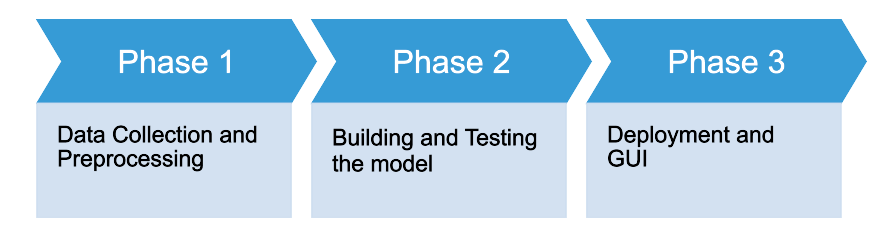 Phase 1
Phase 2
Phase 3
Data Collection and
Preprocessing
Building and Testing
the model
Deployment and
GUI